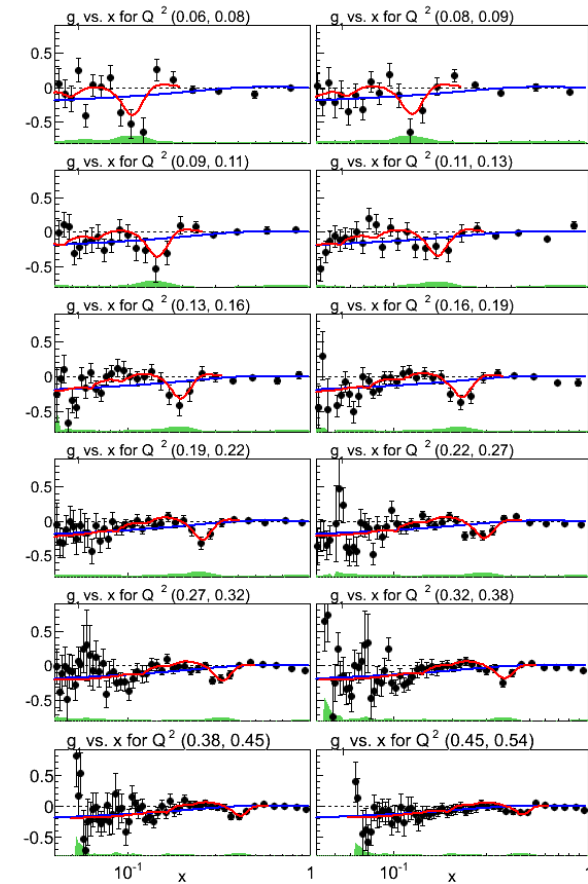 g₁ vs. x for Q² (0.06, 0.08)
g₁ vs. x for Q² (0.08, 0.09)
0.5
0
-0.5
g₁ vs. x for Q² (0.09, 0.11)
g₁ vs. x for Q² (0.11, 0.13)
0.5
0
-0.5
g₁ vs. x for Q² (0.13, 0.16)
g₁ vs. x for Q² (0.16, 0.19)
0.5
0
-0.5
g₁ vs. x for Q² (0.19, 0.22)
g₁ vs. x for Q² (0.22, 0.27)
0.5
0
-0.5
g₁ vs. x for Q² (0.27, 0.32)
g₁ vs. x for Q² (0.32, 0.38)
0.5
0
-0.5
g₁ vs. x for Q² (0.38, 0.45)
g₁ vs. x for Q² (0.45, 0.54)
0.5
0
-0.5
10⁻¹ x 1
10⁻¹ x 1